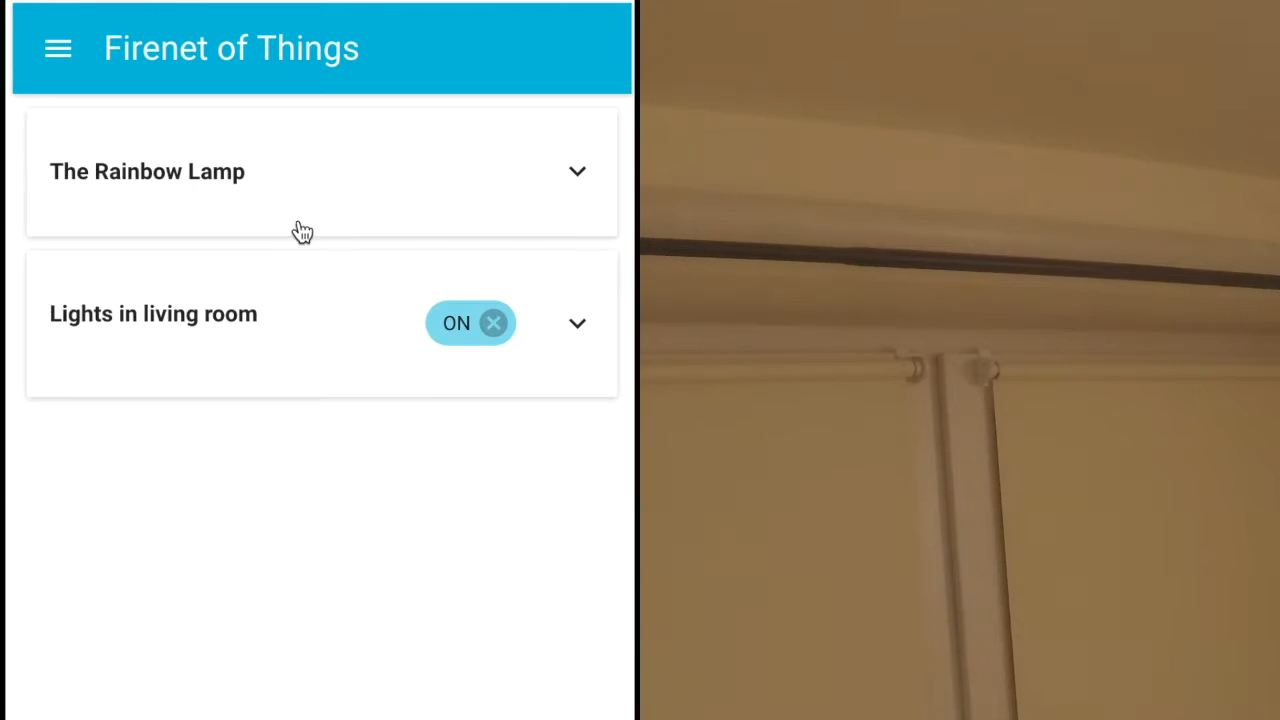 Firenet of Things
The Rainbow Lamp
Lights in living room
ON